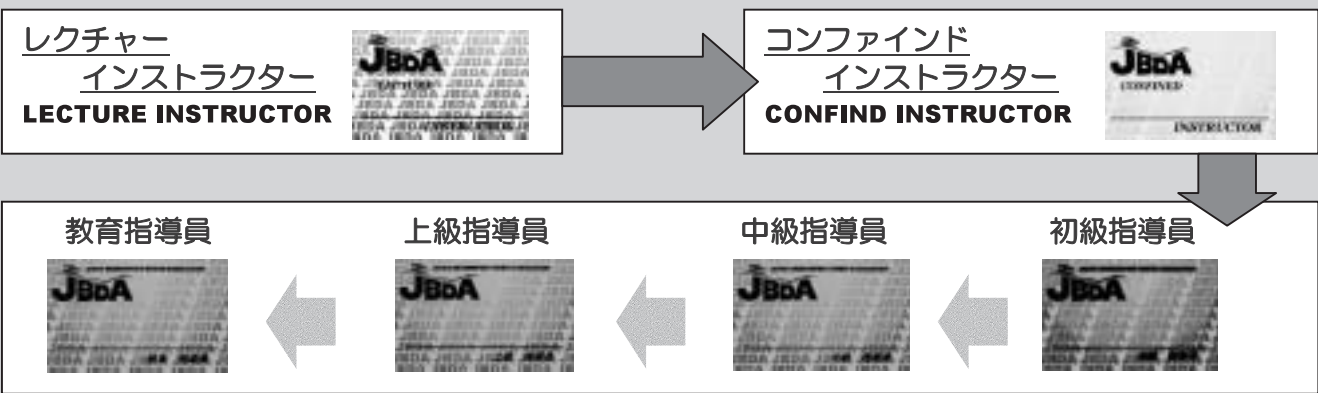 レクチャー
インストラクター
LECTURE INSTRUCTOR
JBDA
コンファインド
インストラクター
CONFIND INSTRUCTOR
JBDA
CONFINED
INSTRUCTOR
教育指導員
上級指導員
中級指導員
初級指導員
JBDA
JBDA
JBDA
JBDA